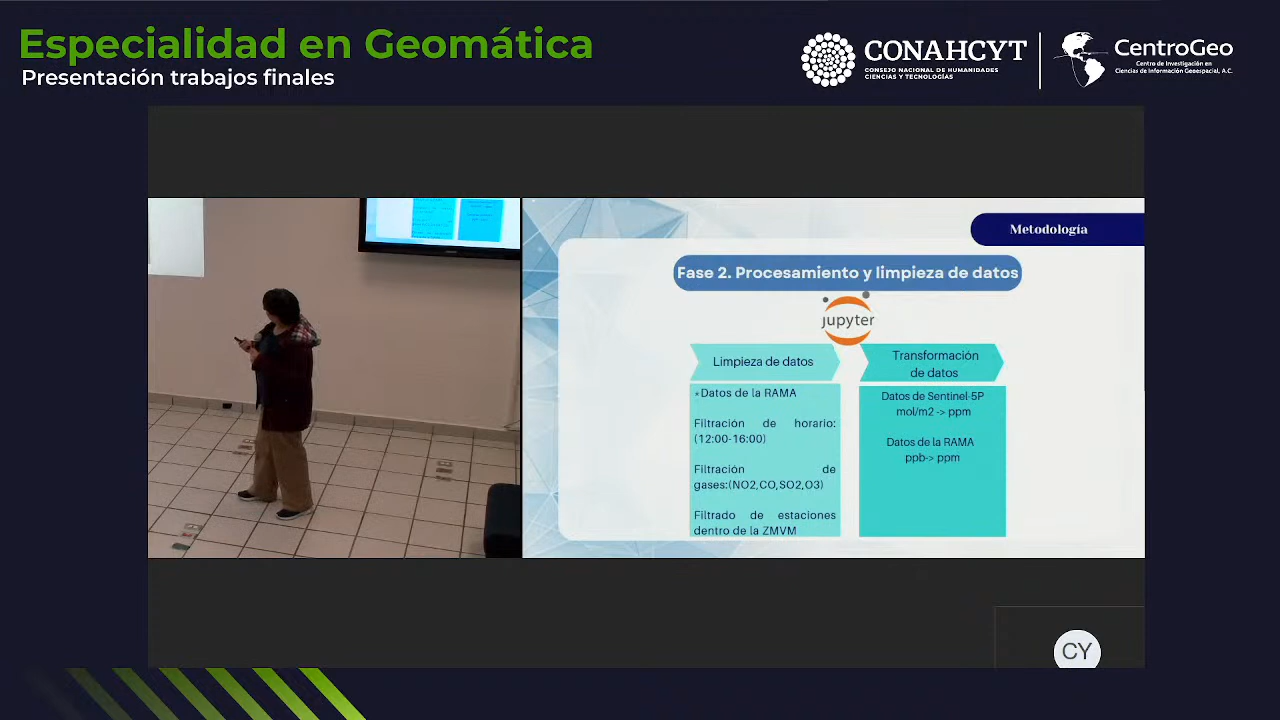 Especialidad en Geomática
Presentación trabajos finales
CONAHCYT
CONSEJO NACIONAL DE HUMANIDADES
CIENCIAS Y TECNOLOGÍAS
CentroGeo
Centro de Investigación en
Ciencias de Información Geoespacial, A.C.
Metodología
Fase 2. Procesamiento y limpieza de datos
jupyter
Limpieza de datos
*Datos de la RAMA
Filtración de horario:
(12:00-16:00)
Filtración de
gases:(NO2,CO,SO2,O3)
Filtrado de estaciones
dentro de la ZMVM
Transformación
de datos
Datos de Sentinel-5P
mol/m2 -> ppm
Datos de la RAMA
ppb-> ppm
CY